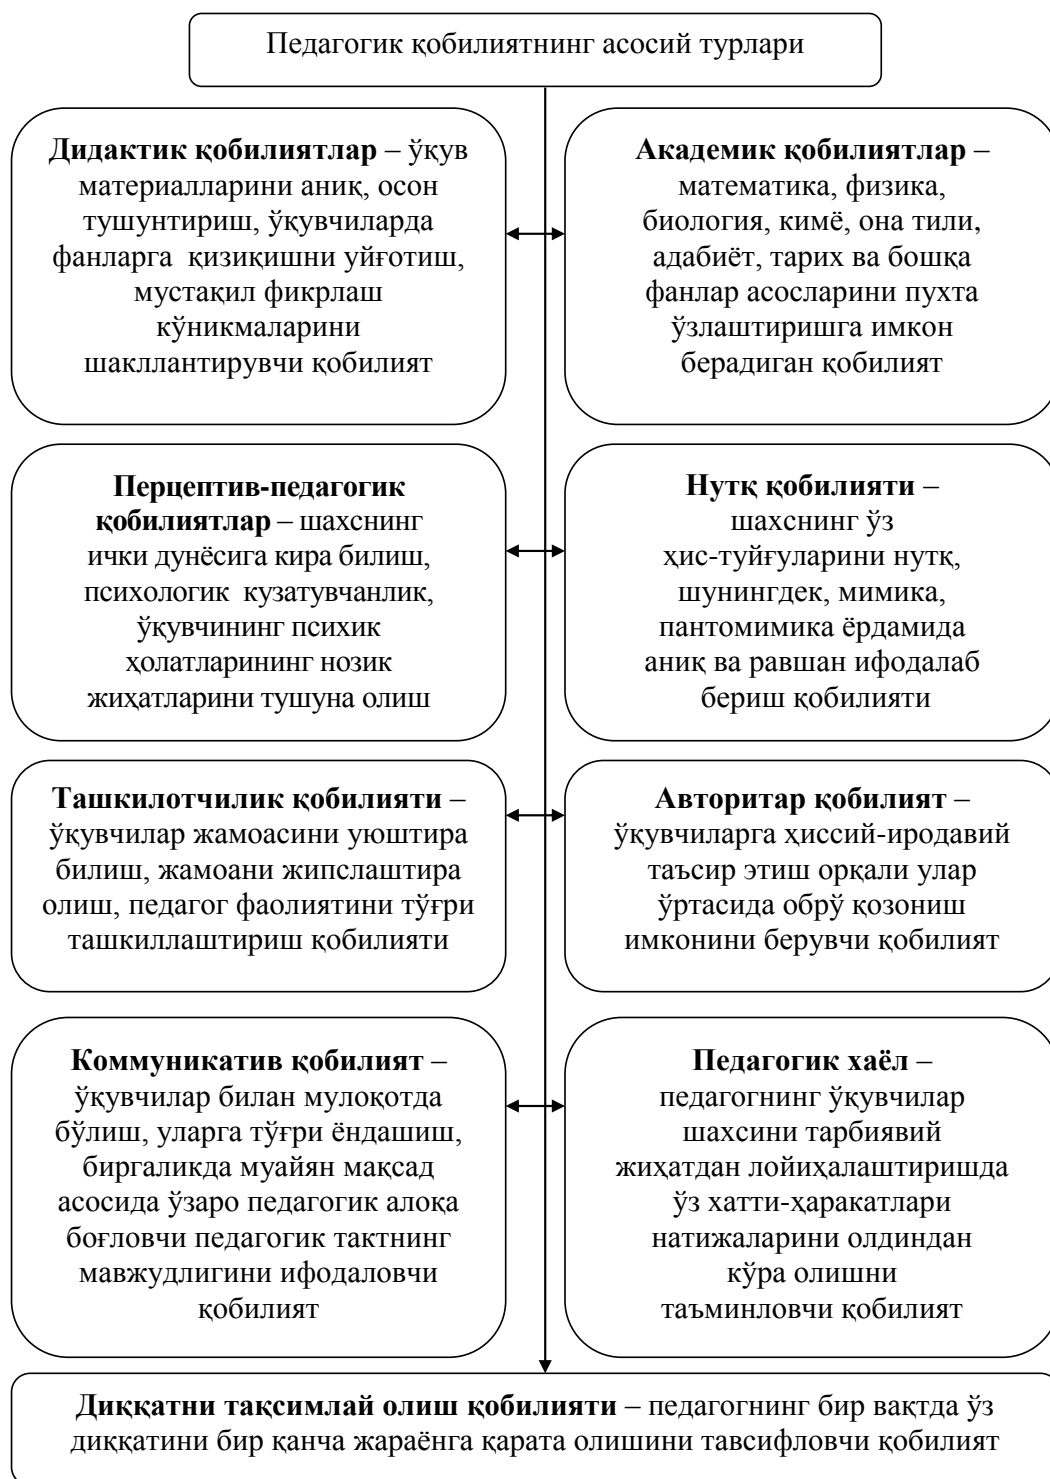 Педагогик қобилиятнинг асосий турлари
Дидактик қобилиятлар – ўқув
материалларини аниқ, осон
тушунтириш, ўқувчиларда
фанларга қизиқишни уйғотиш,
мустақил фикрлаш
кўникмаларини
шакллантирувчи қобилият
Академик қобилиятлар –
математика, физика,
биология, кимё, она тили,
адабиёт, тарих ва бошқа
фанлар асосларини пухта
ўзлаштиришга имкон
берадиган қобилият
Перцептив-педагогик
қобилиятлар – шахснинг
ички дунёсига кира билиш,
психологик кузатувчанлик,
ўқувчининг психик
ҳолатларининг нозик
жиҳатларини тушуна олиш
Нутқ қобилияти –
шахснинг ўз
ҳис-туйғуларини нутқ,
шунингдек, мимика,
пантомимика ёрдамида
аниқ ва равшан ифодалаб
бериш қобилияти
Ташкилотчилик қобилияти –
ўқувчилар жамоасини уюштира
билиш, жамоани жипслаштира
олиш, педагог фаолиятини тўғри
ташкиллаштириш қобилияти
Авторитар қобилият –
ўқувчиларга ҳиссий-иродавий
таъсир этиш орқали улар
ўртасида обрў қозониш
имконини берувчи қобилият
Коммуникатив қобилият –
ўқувчилар билан мулоқотда
бўлиш, уларга тўғри ёндашиш,
биргаликда муайян мақсад
асосида ўзаро педагогик алоқа
боғловчи педагогик тактнинг
мавжудлигини ифодаловчи
қобилият
Педагогик хаёл –
педагогнинг ўқувчилар
шахсини тарбиявий
жиҳатдан лойиҳалаштиришда
ўз хатти-ҳаракатлари
натижаларини олдиндан
кўра олишни
таъминловчи қобилият
Диққатни тақсимлай олиш қобилияти – педагогнинг бир вақтда ўз
диққатини бир қанча жараёнга қарата олишини тавсифловчи қобилият